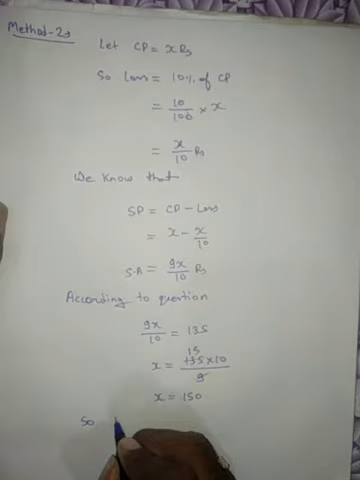 Method-2:
Let CP = x Rs
So Loss = 10% of CP
= 10/100 × x
= x/10 Rs
We know that
SP = CP - Loss
= x - x/10
S.P. = 9x/10 Rs
According to question
9x/10 = 135
15
x = 135×10/9
x = 150
So